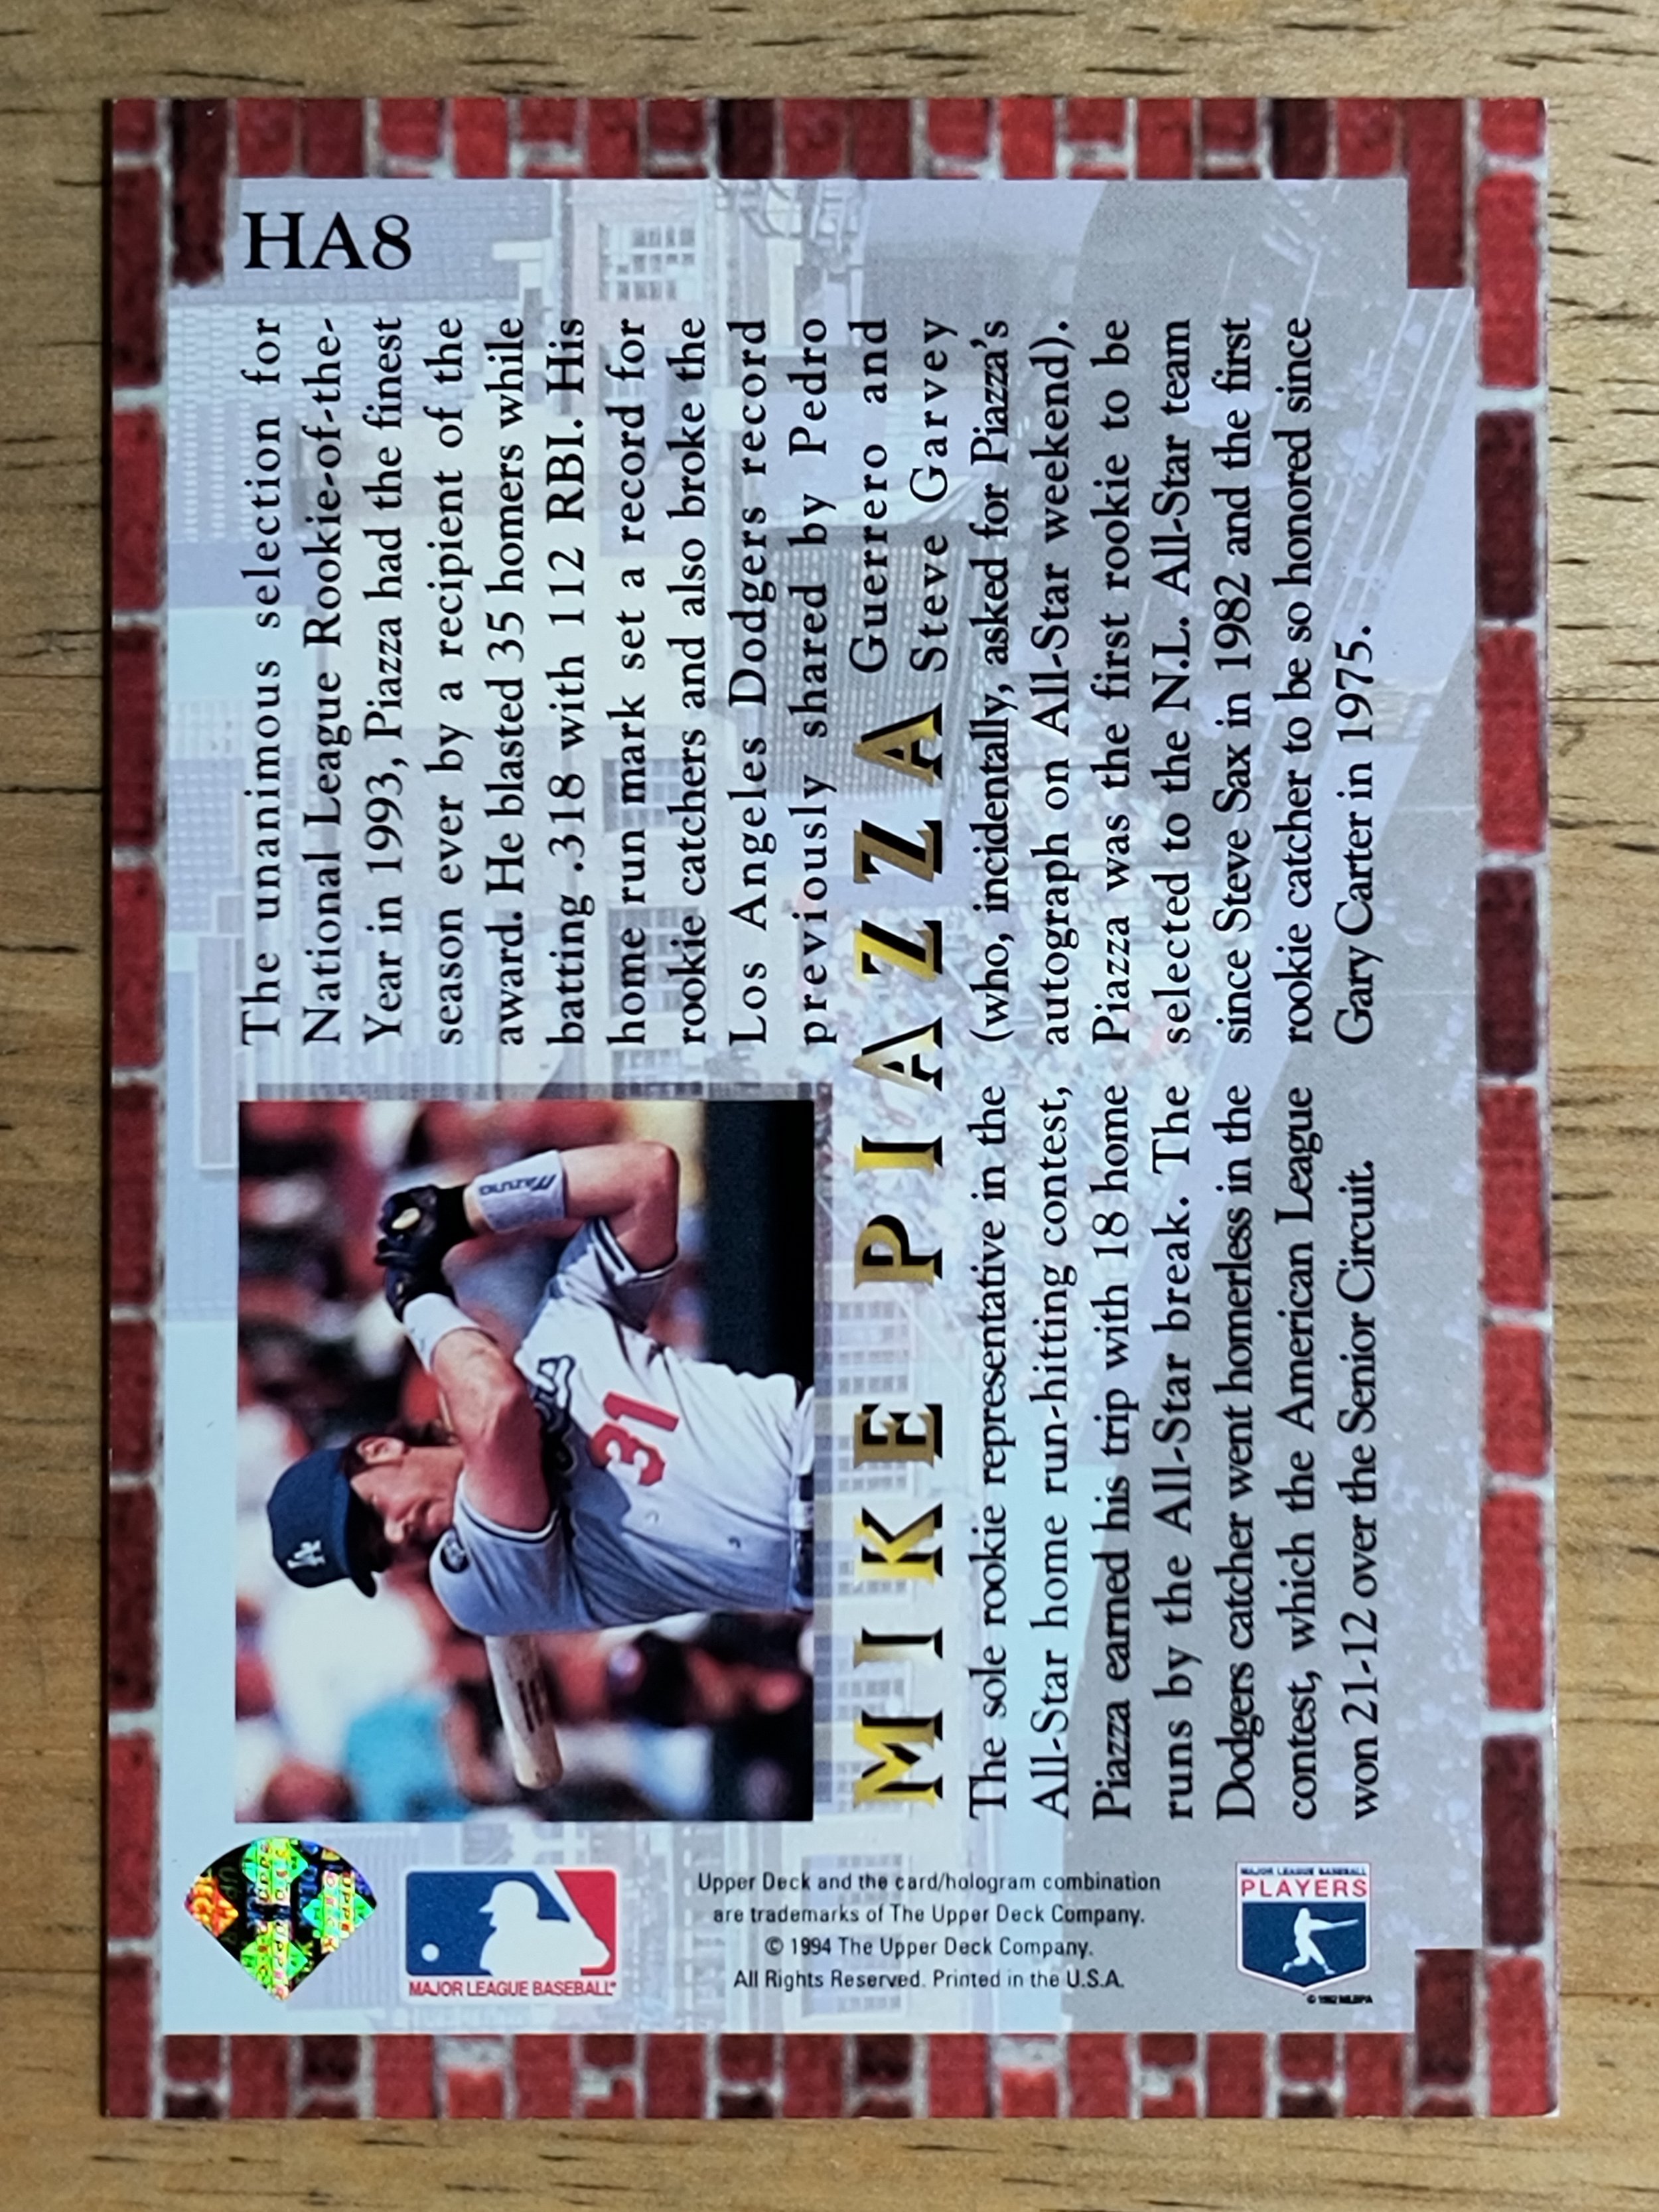 HA8
The unanimous selection for
National League Rookie-of-the-
Year in 1993, Piazza had the finest
season ever by a recipient of the
award. He blasted 35 homers while
batting .318 with 112 RBI. His
home run mark set a record for
rookie catchers and also broke the
Los Angeles Dodgers record
previously shared by Pedro
Guerrero and
Steve Garvey
MIKE PIAZZA
(who, incidentally, asked for Piazza's
autograph on All-Star weekend).
Piazza was the first rookie to be
selected to the N.L. All-Star team
since Steve Sax in 1982 and the first
rookie catcher to be so honored since
Gary Carter in 1975.
The sole rookie representative in the
All-Star home run-hitting contest,
Piazza earned his trip with 18 home
runs by the All-Star break. The
Dodgers catcher went homerless in the
contest, which the American League
won 21-12 over the Senior Circuit.
LA
31
Mizuno
MAJOR LEAGUE BASEBALL
Upper Deck and the card/hologram combination
are trademarks of The Upper Deck Company.
© 1994 The Upper Deck Company.
All Rights Reserved. Printed in the U.S.A.
MAJOR LEAGUE BASEBALL
PLAYERS
© 1992 MLBPA